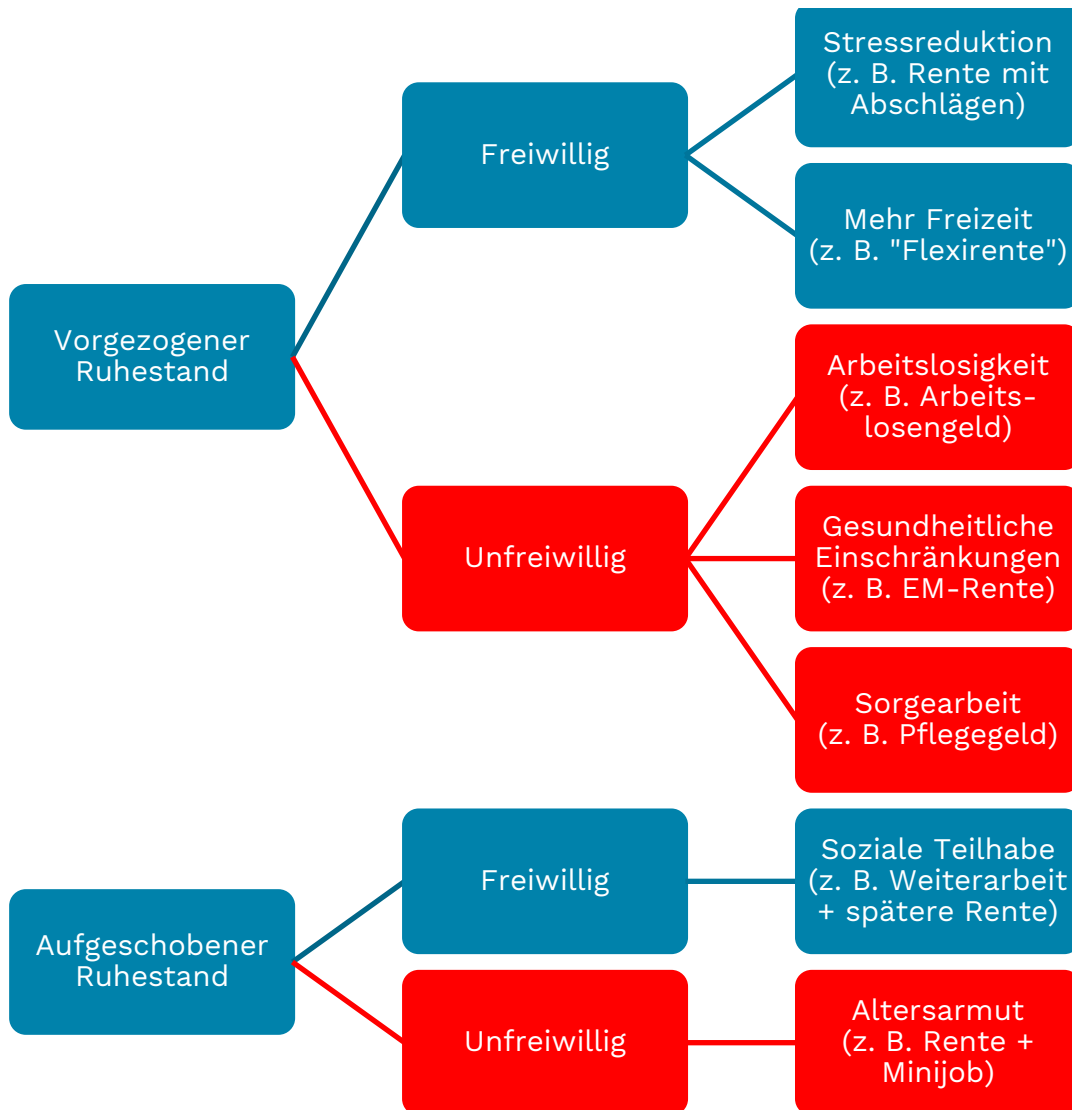 Vorgezogener
Ruhestand
Freiwillig
Stressreduktion
(z. B. Rente mit
Abschlägen)
Mehr Freizeit
(z. B. "Flexirente")
Unfreiwillig
Arbeitslosigkeit
(z. B. Arbeits-
losengeld)
Gesundheitliche
Einschränkungen
(z. B. EM-Rente)
Sorgearbeit
(z. B. Pflegegeld)
Aufgeschobener
Ruhestand
Freiwillig
Soziale Teilhabe
(z. B. Weiterarbeit
+ spätere Rente)
Unfreiwillig
Altersarmut
(z. B. Rente +
Minijob)